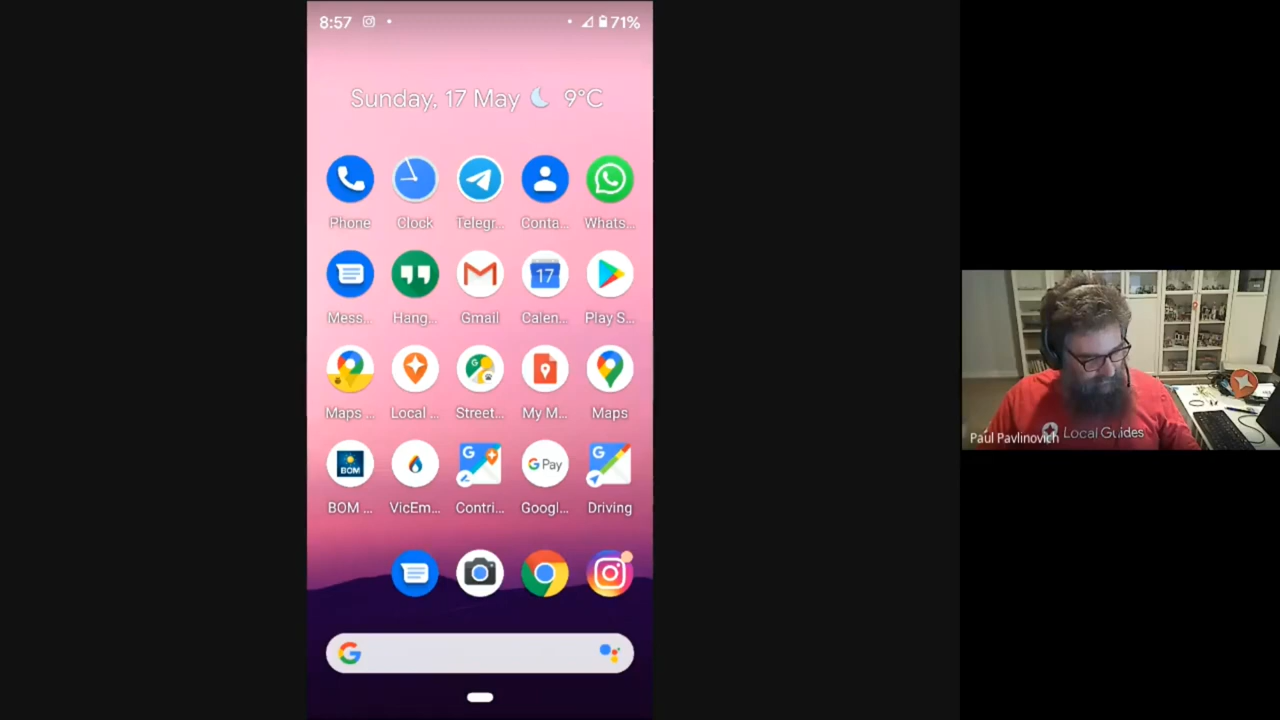 8:57 71%
Sunday, 17 May 9°C
Phone Clock Telegr... Conta... Whats...
17
Mess... Hang... Gmail Calen... Play S...
Maps ... Local ... Street... My M... Maps
BOM G Pay
BOM ... VicEm... Contri... Googl... Driving
Local Guides
Paul Pavlinovich